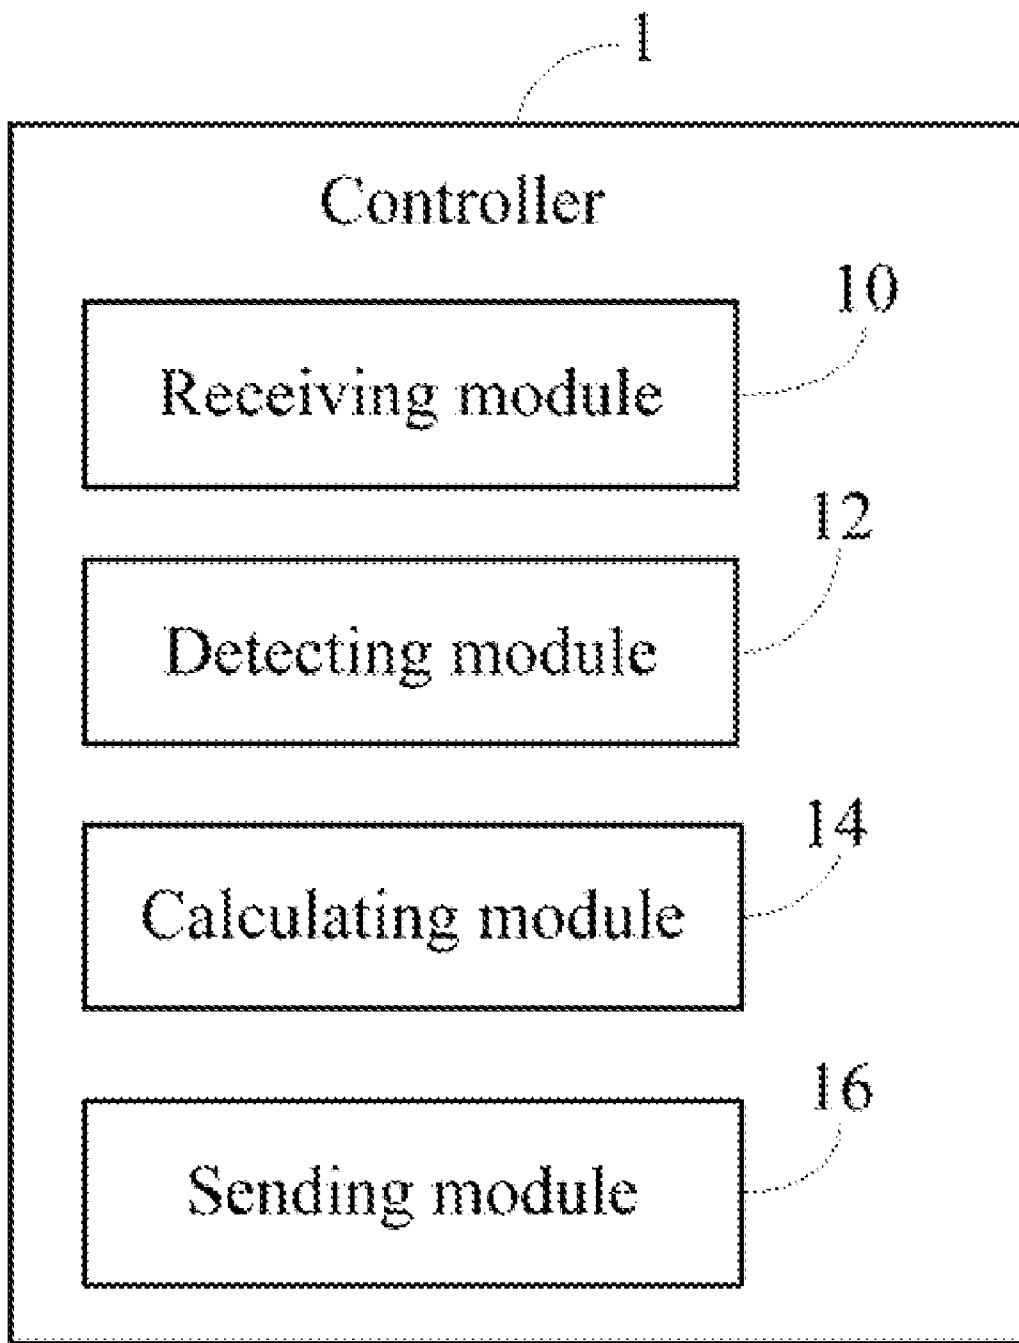 1
Controller
10
Receiving module
12
Detecting module
14
Calculating module
16
Sending module